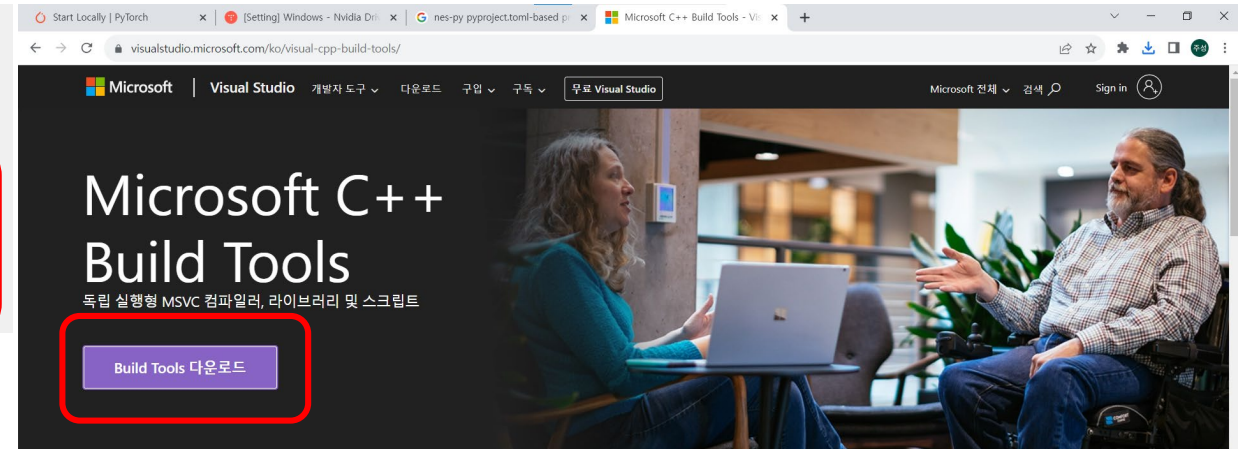 Start Locally | PyTorch
[Setting] Windows - Nvidia Dri
nes-py pyproject.toml-based p
Microsoft C++ Build Tools - Vi
visualstudio.microsoft.com/ko/visual-cpp-build-tools/
주성
Microsoft | Visual Studio 개발자 도구 다운로드 구입 구독 무료 Visual Studio Microsoft 전체 검색 Sign in
Microsoft C++
Build Tools
독립 실행형 MSVC 컴파일러, 라이브러리 및 스크립트
Build Tools 다운로드